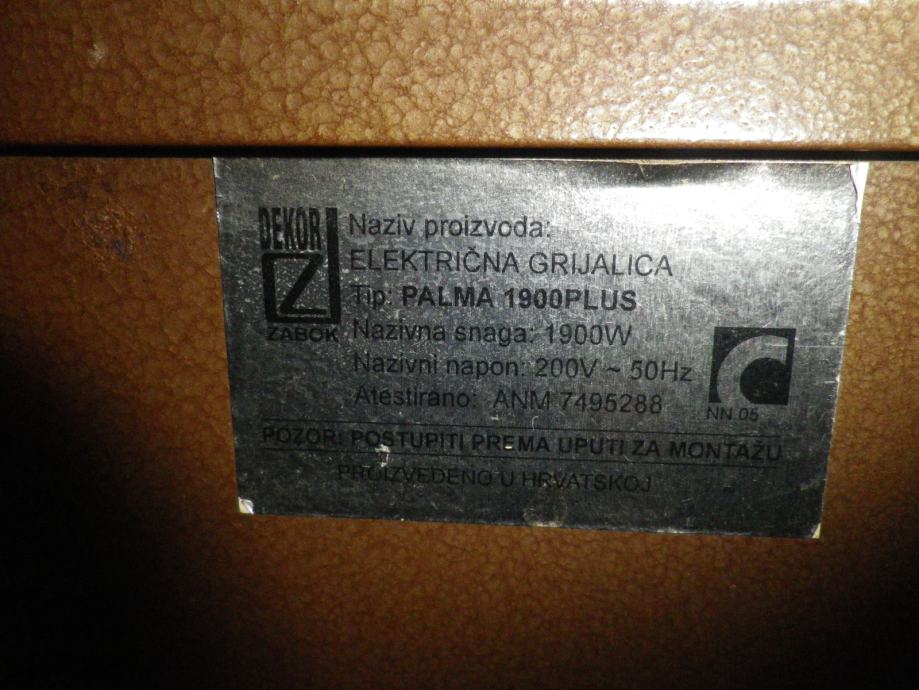 DEKOR
Z
ZABOK
Naziv proizvoda:
ELEKTRIČNA GRIJALICA
Tip: PALMA 1900PLUS
Nazivna snaga: 1900W
Nazivni napon: 200V ~ 50Hz
Atestirano: ANM 7495288
NN 05
POZOR: POSTUPITI PREMA UPUTI ZA MONTAŽU
PROIZVEDENO U HRVATSKOJ